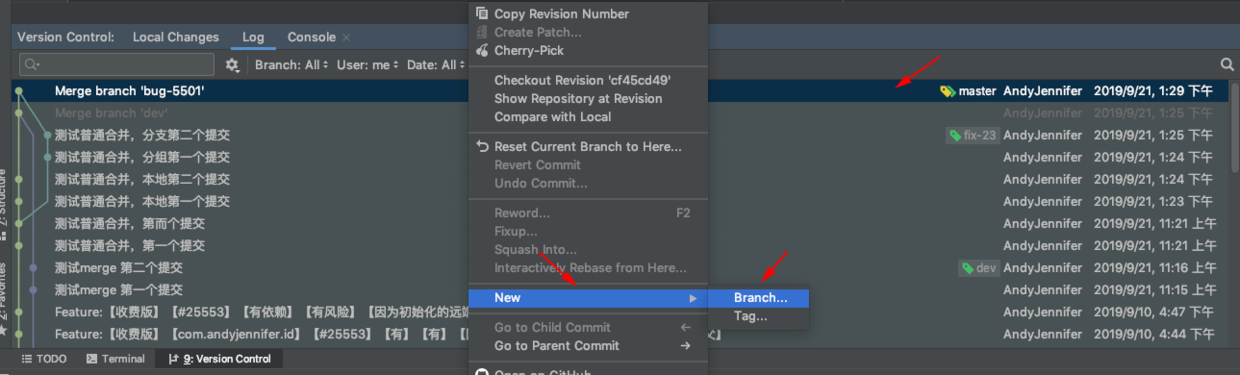 Version Control: Local Changes Log Console
Branch: All User: me Date: All
Merge branch 'bug-5501' master AndyJennifer 2019/9/21, 1:29 下午
Merge branch 'dev' AndyJennifer 2019/9/21, 1:25 下午
测试普通合并，分支第二个提交 fix-23 AndyJennifer 2019/9/21, 1:25 下午
测试普通合并，分组第一个提交 AndyJennifer 2019/9/21, 1:24 下午
测试普通合并，本地第二个提交 AndyJennifer 2019/9/21, 1:24 下午
测试普通合并，本地第一个提交 AndyJennifer 2019/9/21, 1:23 下午
测试普通合并，第而个提交 AndyJennifer 2019/9/21, 11:21 上午
测试普通合并，第一个提交 AndyJennifer 2019/9/21, 11:21 上午
测试merge 第二个提交 dev AndyJennifer 2019/9/21, 11:16 上午
测试merge 第一个提交 AndyJennifer 2019/9/21, 11:15 上午
Feature:【收费版】【#25553】【有依赖】【有风险】【因为初始化的远端 AndyJennifer 2019/9/10, 4:47 下午
Feature:【收费版】【com.andyjennifer.id】【#25553】【有】【有】 AndyJennifer 2019/9/10, 4:44 下午
Copy Revision Number
Create Patch...
Cherry-Pick
Checkout Revision 'cf45cd49'
Show Repository at Revision
Compare with Local
Reset Current Branch to Here...
Revert Commit
Undo Commit...
Reword... F2
Fixup...
Squash Into...
Interactively Rebase from Here...
New
Branch...
Tag...
Go to Child Commit ←
Go to Parent Commit →
Open on GitHub
Z: Structure
2: Favorites
TODO Terminal 9: Version Control